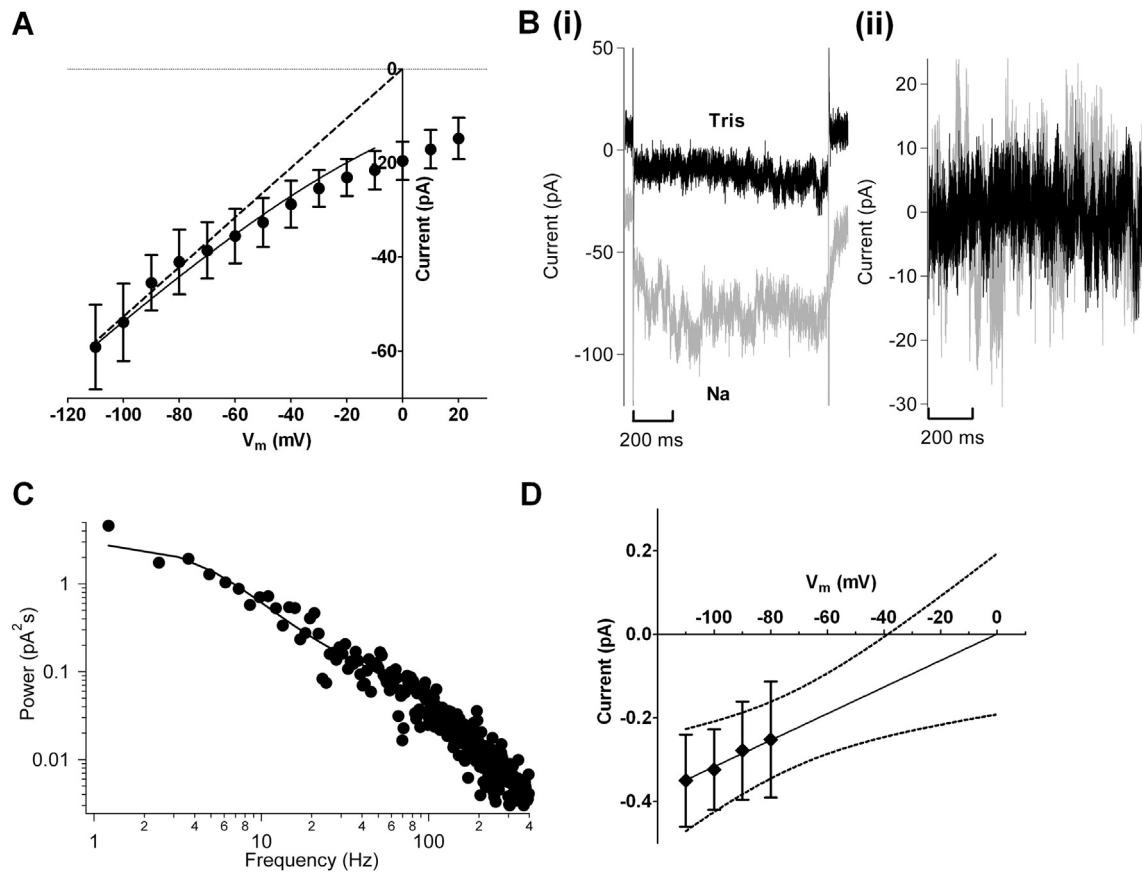 A
0
-20
-40
-60
Current (pA)
-120 -100 -80 -60 -40 -20 0 20
Vm (mV)
B (i)
50
0
-50
-100
Current (pA)
Tris
Na
200 ms
(ii)
20
10
0
-10
-20
-30
Current (pA)
200 ms
C
1
0.1
0.01
Power (pA2s)
1 2 4 6 8 10 2 4 6 8 100 2 4
Frequency (Hz)
D
Vm (mV)
-100 -80 -60 -40 -20 0
0.2
0.0
-0.2
-0.4
Current (pA)